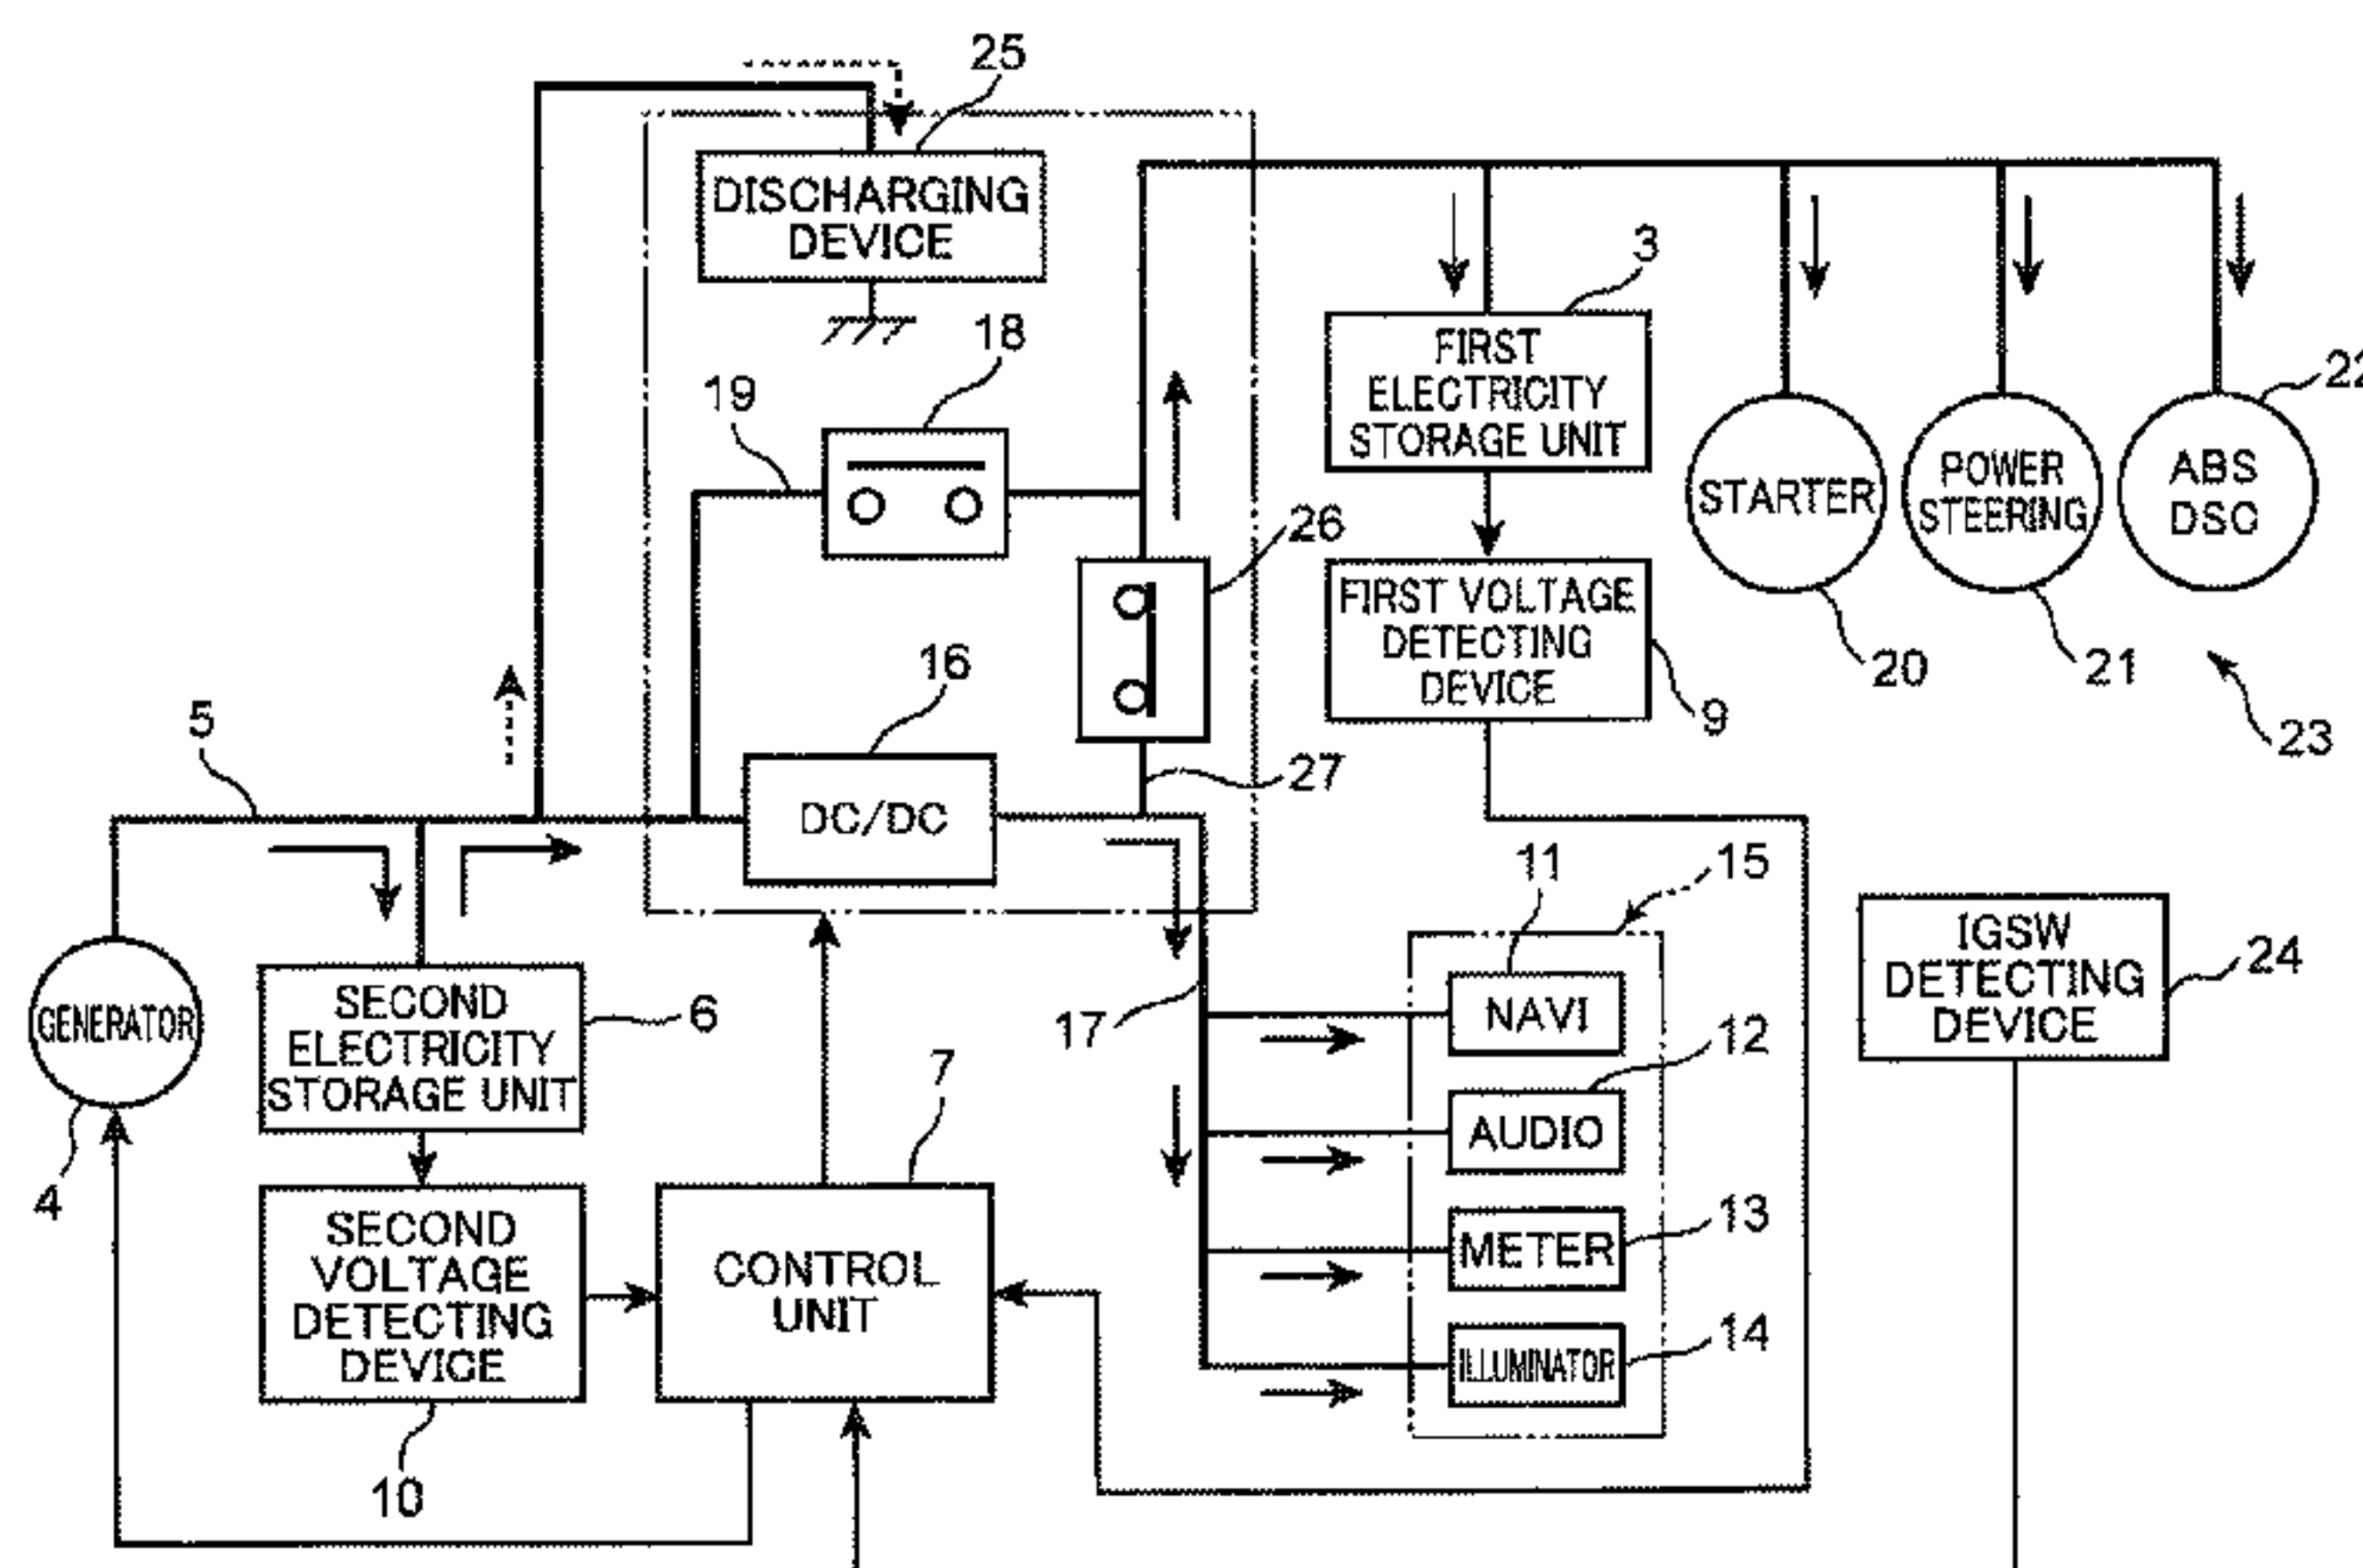 25
DISCHARGING
DEVICE
18
19
3
FIRST
ELECTRICITY
STORAGE UNIT
22
STARTER
POWER
STEERING
ABS
DSC
26
FIRST VOLTAGE
DETECTING
DEVICE
9
20
21
23
16
DC/DC
27
5
11
15
NAVI
12
AUDIO
13
METER
14
ILLUMINATOR
17
IGSW
DETECTING
DEVICE
24
GENERATOR
4
SECOND
ELECTRICITY
STORAGE UNIT
6
7
SECOND
VOLTAGE
DETECTING
DEVICE
10
CONTROL
UNIT